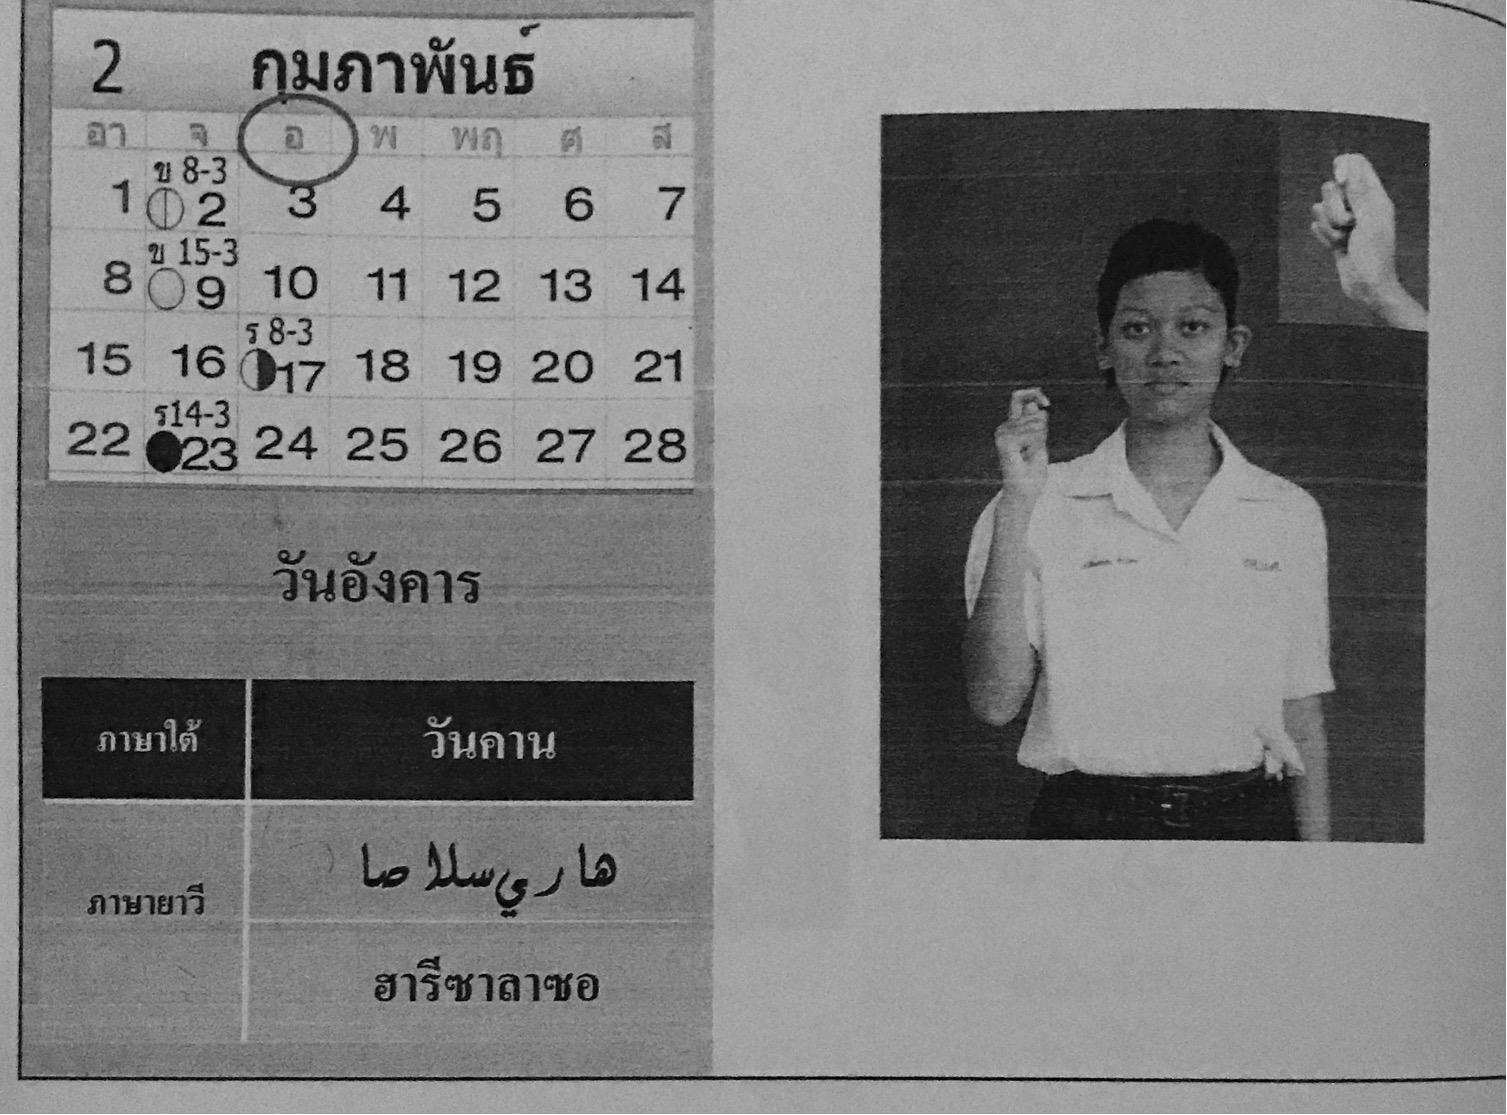 2 กุมภาพันธ์
อา จ อ พ พฤ ศ ส
ข 8-3
1 2 3 4 5 6 7
ข 15-3
8 9 10 11 12 13 14
ร 8-3
15 16 17 18 19 20 21
ร14-3
22 23 24 25 26 27 28
วันอังคาร
ภาษาใต้ วันคาน
ภาษายาวี
هاري سلاصا
ฮารีซาลาซอ